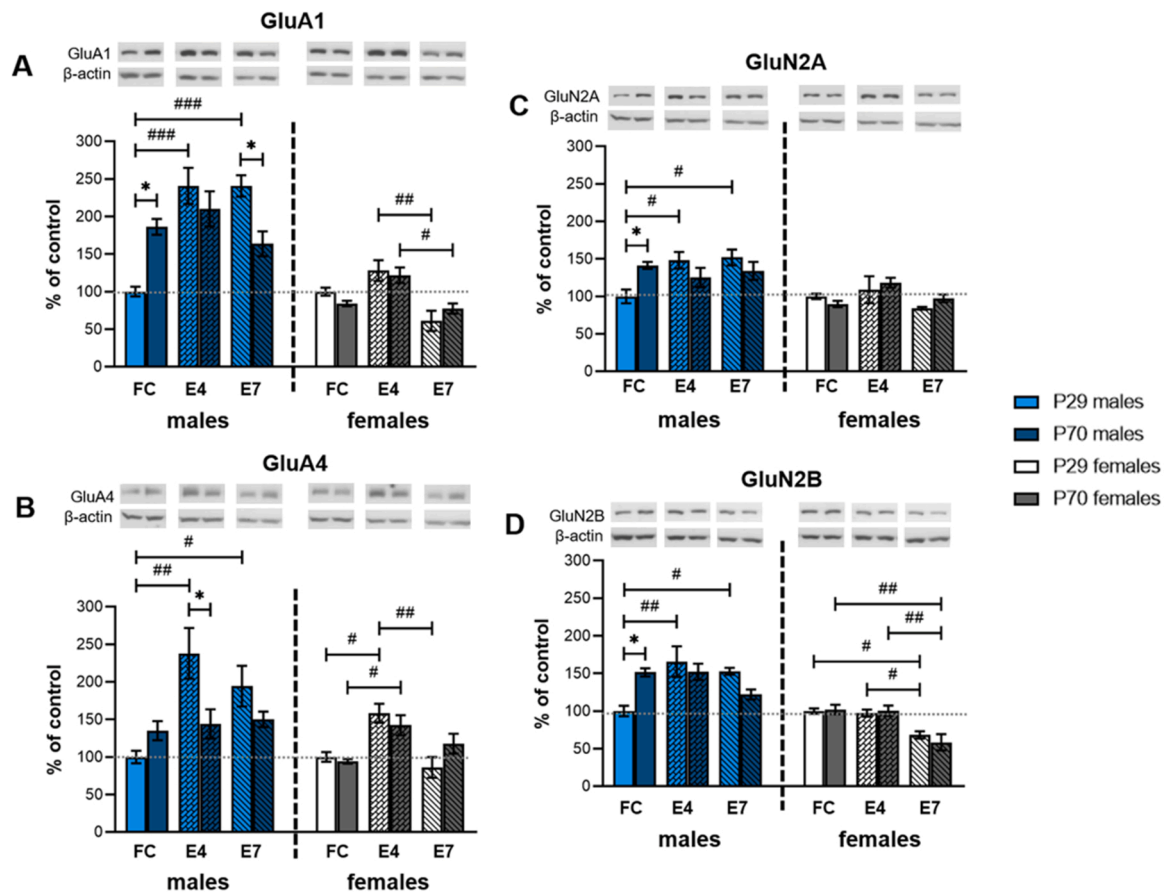 GluA1
A
GluA1
β-actin
###
###
*
*
##
#
% of control
300
250
200
150
100
50
0
FC E4 E7 FC E4 E7
males females
GluA4
B
GluA4
β-actin
#
##
*
##
#
#
% of control
300
250
200
150
100
50
0
FC E4 E7 FC E4 E7
males females
GluN2A
C
GluN2A
β-actin
#
#
*
% of control
300
250
200
150
100
50
0
FC E4 E7 FC E4 E7
males females
GluN2B
D
GluN2B
β-actin
#
##
*
##
##
#
#
% of control
300
250
200
150
100
50
0
FC E4 E7 FC E4 E7
males females
P29 males
P70 males
P29 females
P70 females